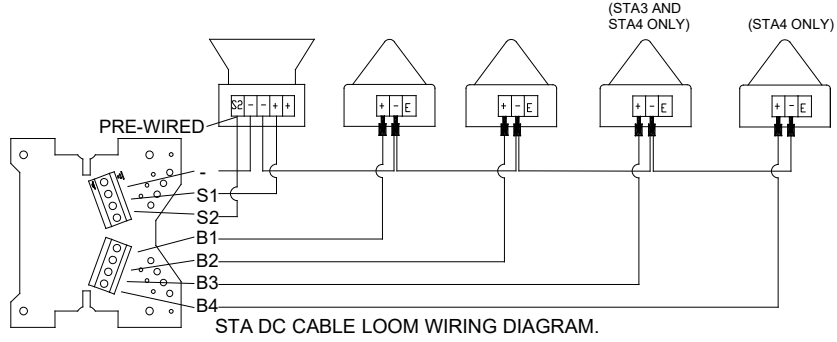 (STA3 AND
STA4 ONLY)
(STA4 ONLY)
S2 - - + +
+ - E
+ - E
+ - E
+ - E
PRE-WIRED
-
S1
S2
B1
B2
B3
B4
STA DC CABLE LOOM WIRING DIAGRAM.